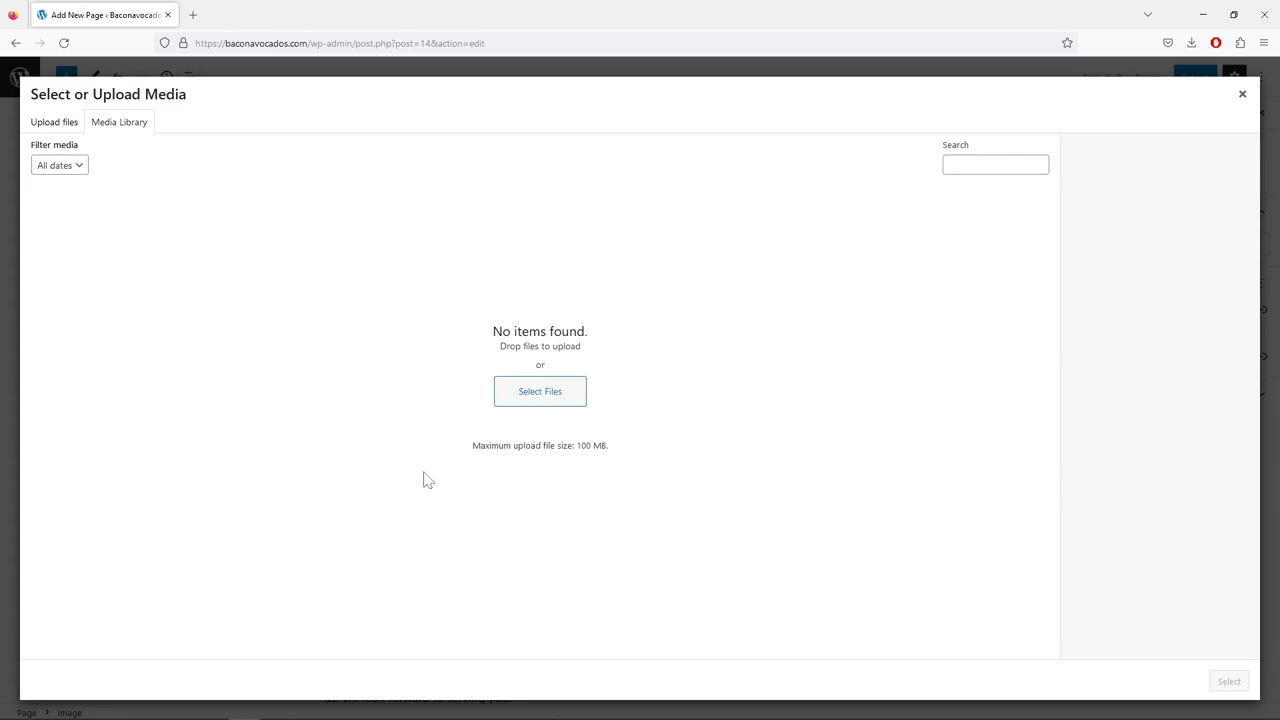 Add New Page ‹ Baconavocados
https://baconavocados.com/wp-admin/post.php?post=14&action=edit
Select or Upload Media
Upload files
Media Library
Filter media
Search
All dates
No items found.
Drop files to upload
or
Select Files
Maximum upload file size: 100 MB.
Select
Page
Image